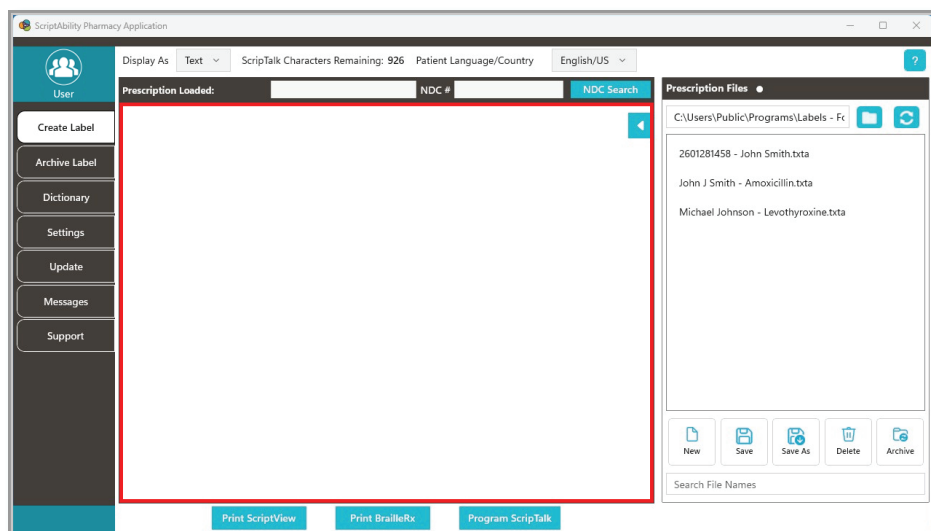 ScriptAbility Pharmacy Application
User
Create Label
Archive Label
Dictionary
Settings
Update
Messages
Support
Display As Text ScripTalk Characters Remaining: 926 Patient Language/Country English/US ?
Prescription Loaded: NDC # NDC Search
Prescription Files
C:\Users\Public\Programs\Labels - Fo
2601281458 - John Smith.txta
John J Smith - Amoxicillin.txta
Michael Johnson - Levothyroxine.txta
New Save Save As Delete Archive
Search File Names
Print ScriptView Print BrailleRx Program ScripTalk